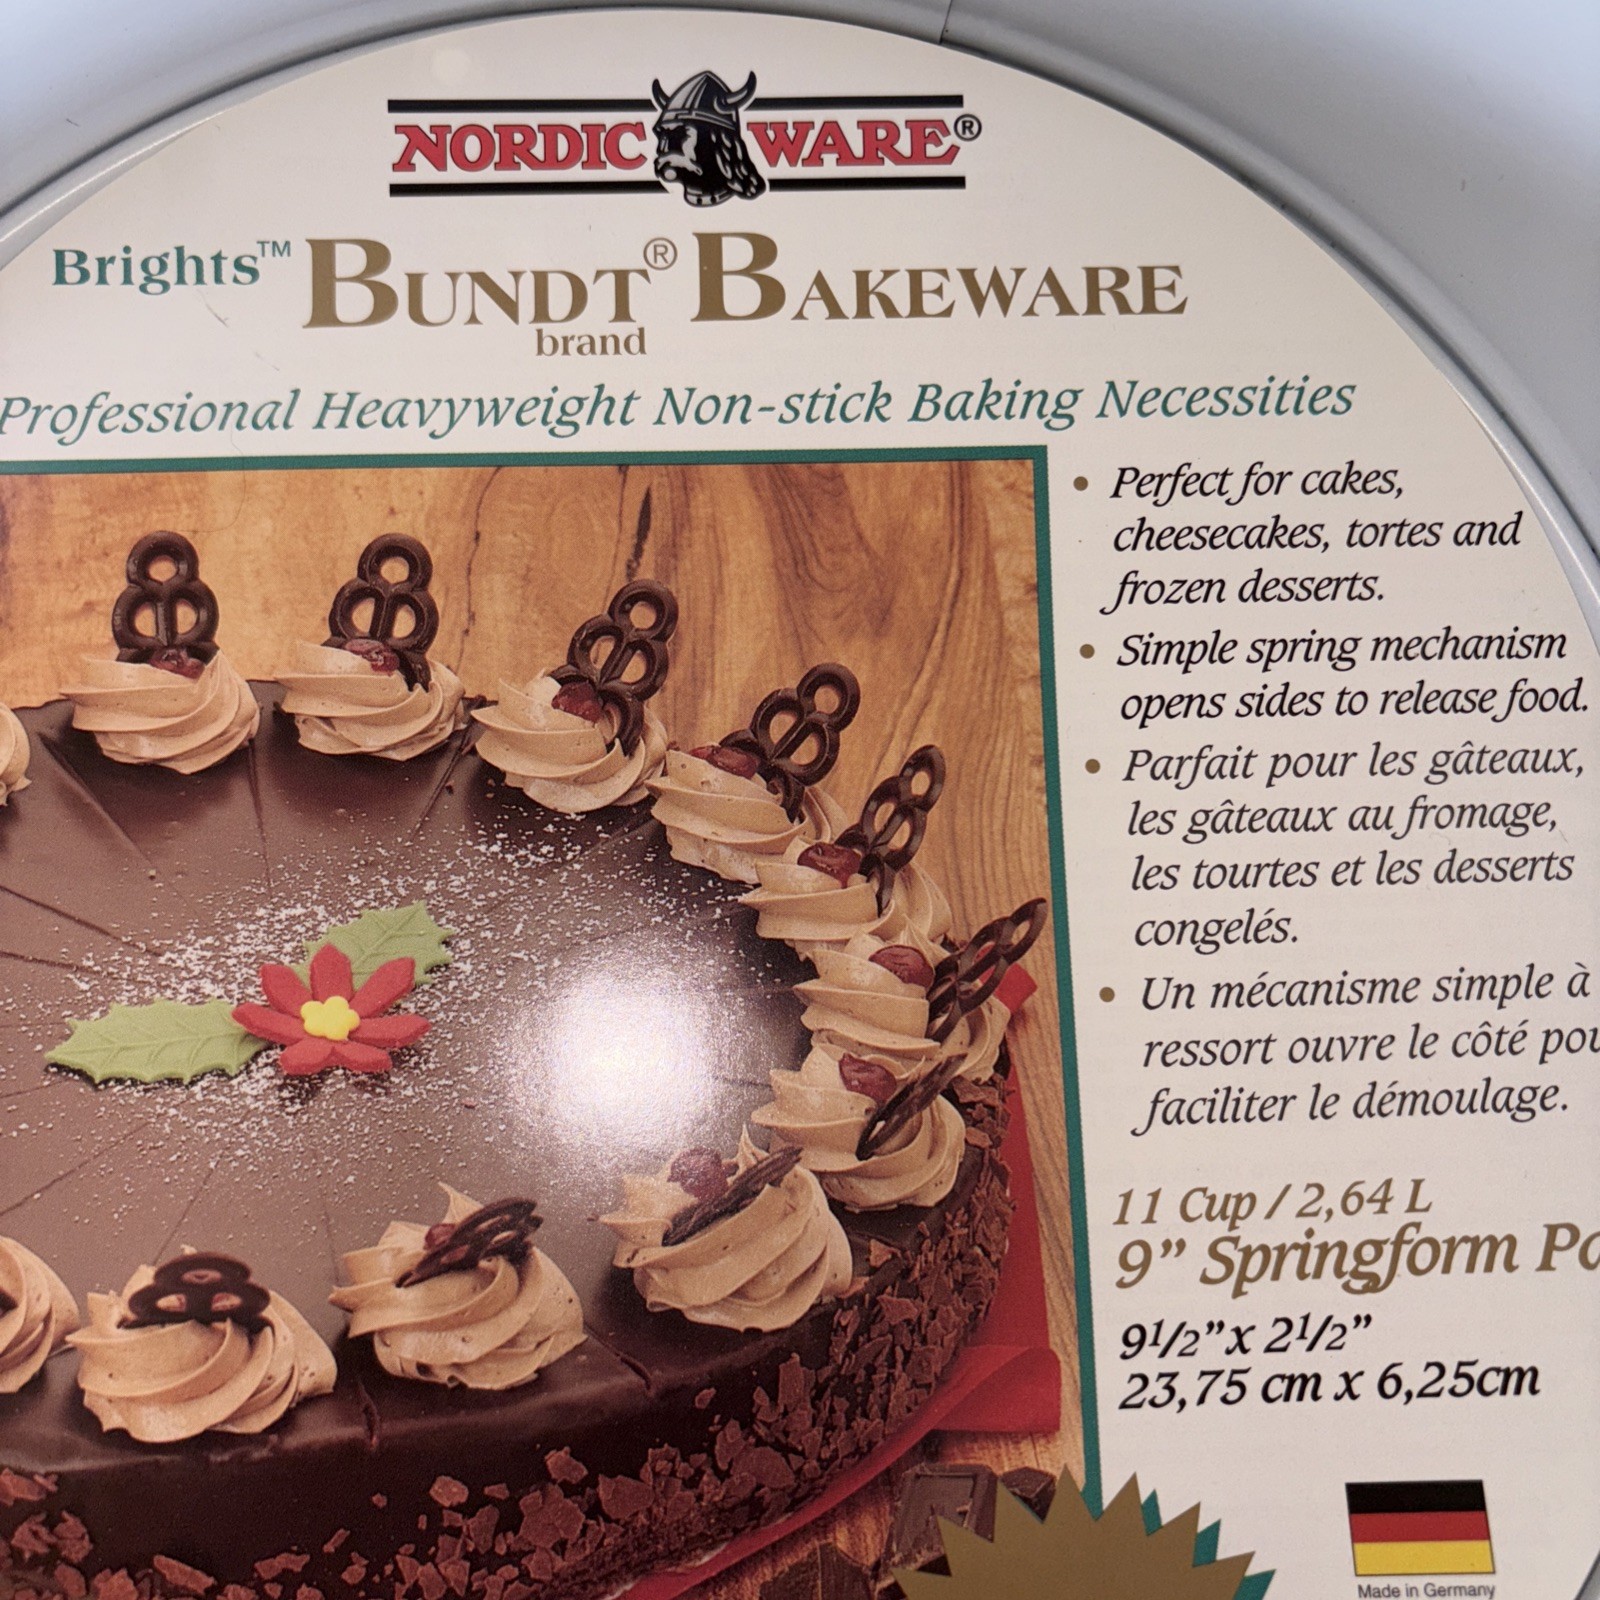 NORDIC WARE®
Brights™ BUNDT® BAKEWARE
brand
Professional Heavyweight Non-stick Baking Necessities
• Perfect for cakes,
cheesecakes, tortes and
frozen desserts.
• Simple spring mechanism
opens sides to release food.
• Parfait pour les gâteaux,
les gâteaux au fromage,
les tourtes et les desserts
congelés.
• Un mécanisme simple à
ressort ouvre le côté pou
faciliter le démoulage.
11 Cup / 2,64 L
9” Springform
9½” x 2½”
23,75 cm x 6,25cm
Made in Germany